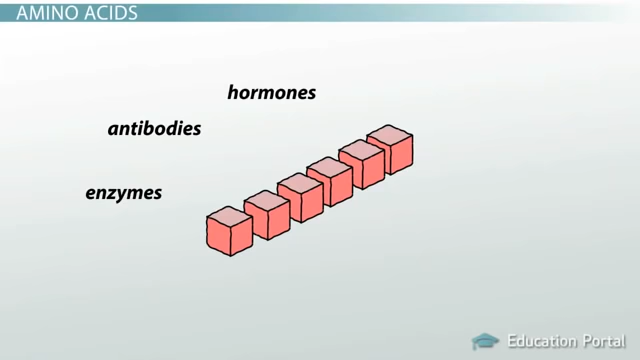 AMINO ACIDS
hormones
antibodies
enzymes
Education Portal